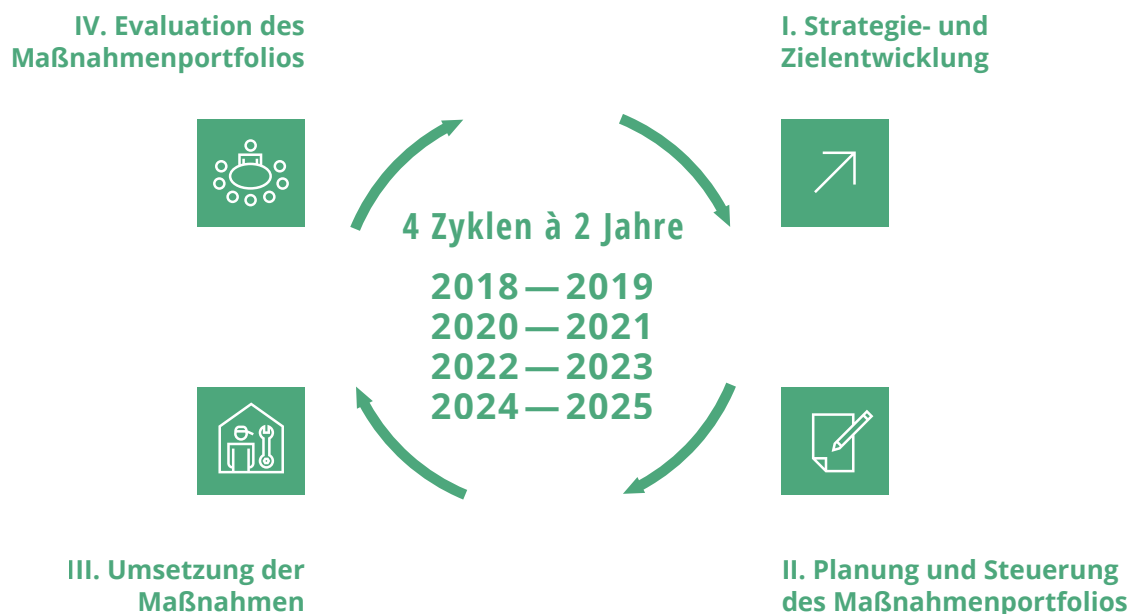 IV. Evaluation des
Maßnahmenportfolios
I. Strategie- und
Zielentwicklung
4 Zyklen à 2 Jahre
2018 — 2019
2020 — 2021
2022 — 2023
2024 — 2025
III. Umsetzung der
Maßnahmen
II. Planung und Steuerung
des Maßnahmenportfolios